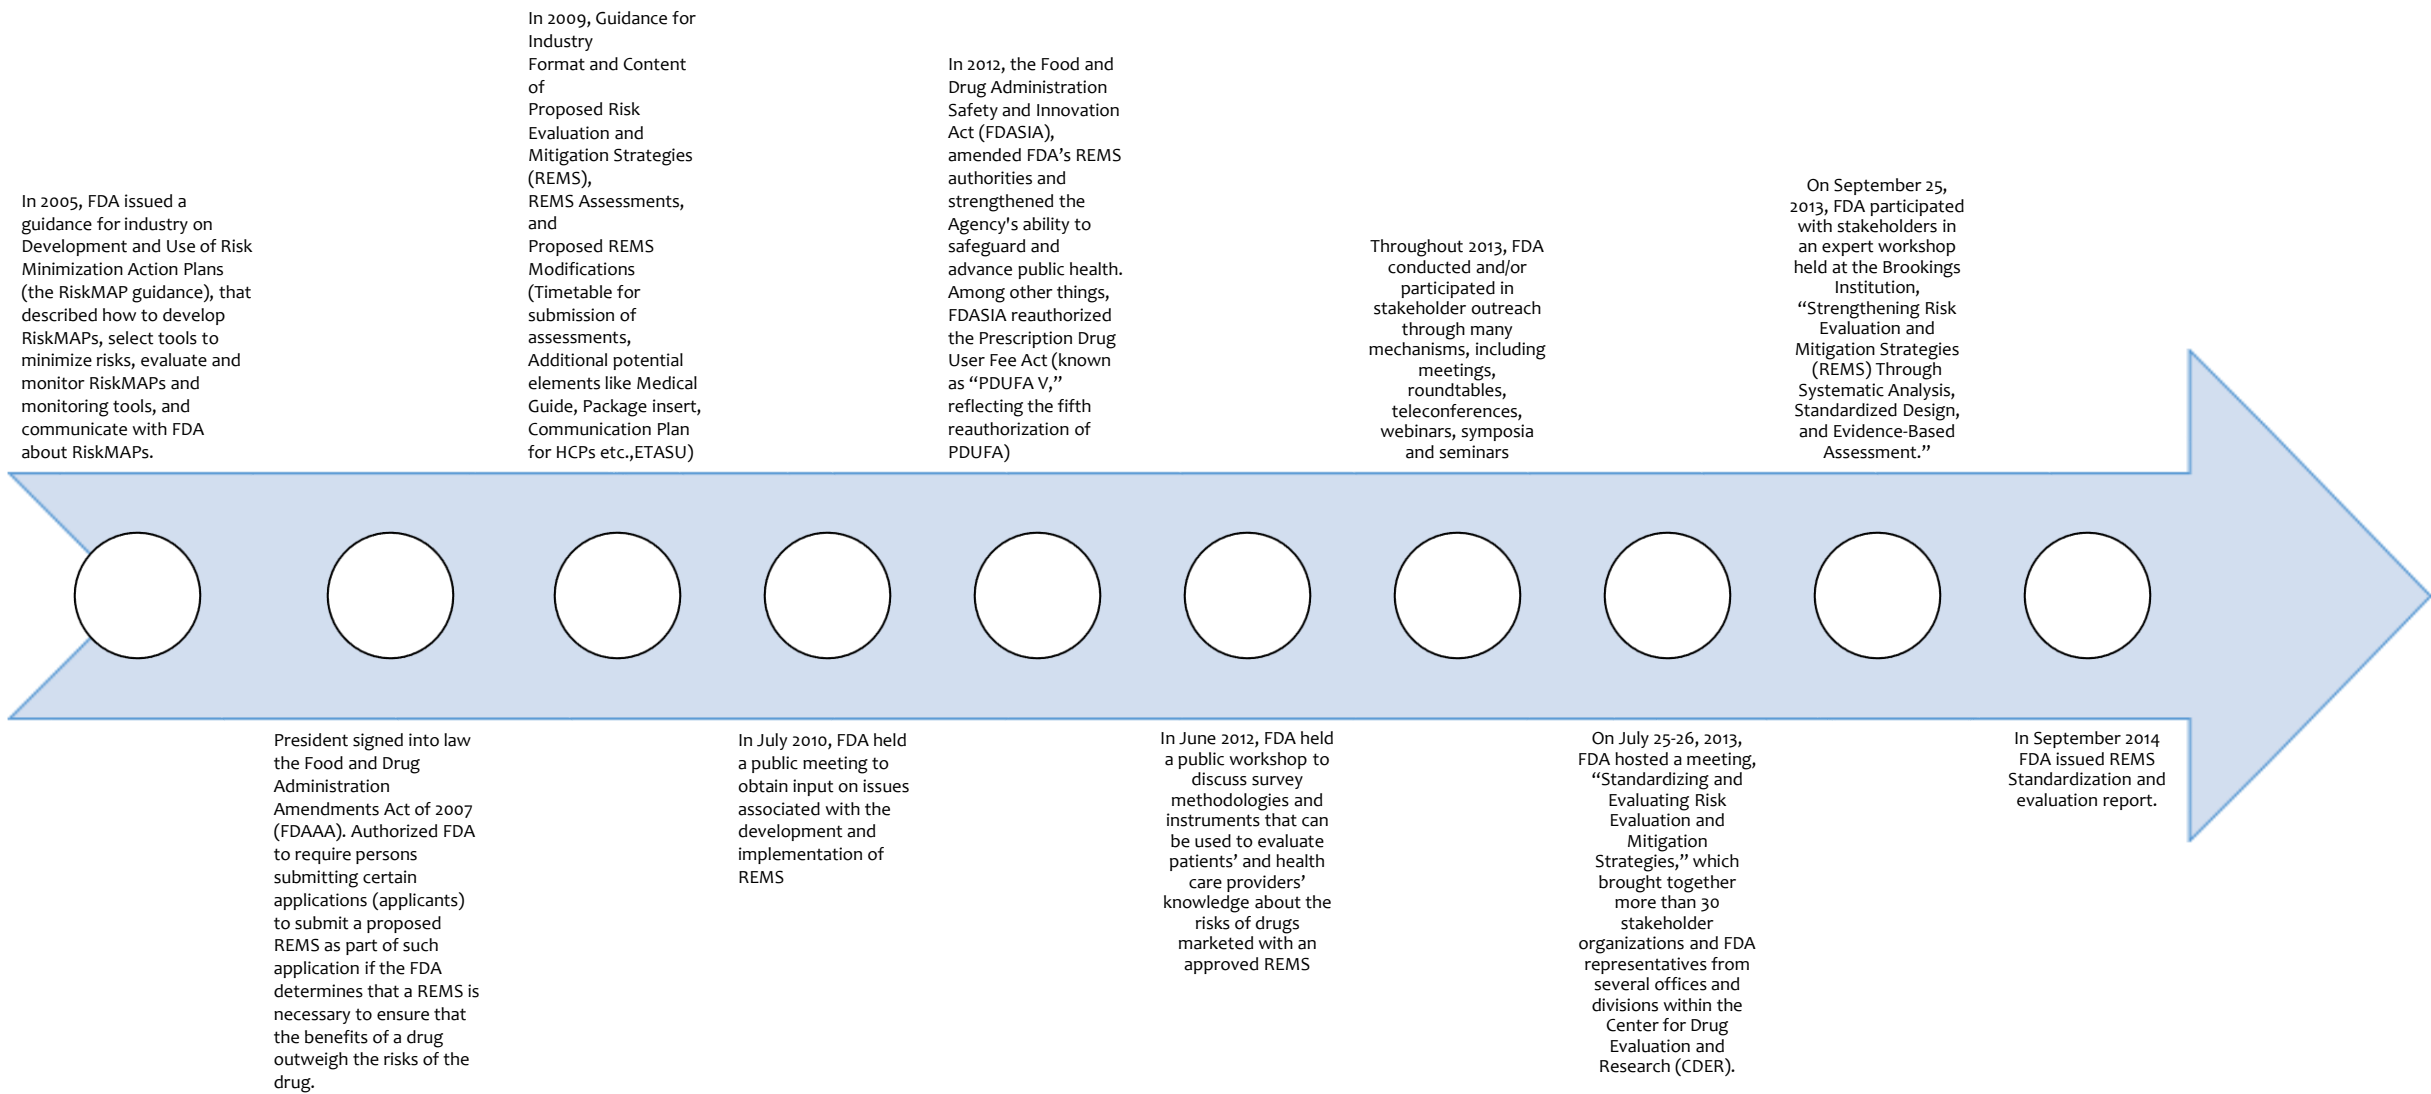 In 2005, FDA issued a
guidance for industry on
Development and Use of Risk
Minimization Action Plans
(the RiskMAP guidance), that
described how to develop
RiskMAPs, select tools to
minimize risks, evaluate and
monitor RiskMAPs and
monitoring tools, and
communicate with FDA
about RiskMAPs.
President signed into law
the Food and Drug
Administration
Amendments Act of 2007
(FDAAA). Authorized FDA
to require persons
submitting certain
applications (applicants)
to submit a proposed
REMS as part of such
application if the FDA
determines that a REMS is
necessary to ensure that
the benefits of a drug
outweigh the risks of the
drug.
In 2009, Guidance for
Industry
Format and Content
of
Proposed Risk
Evaluation and
Mitigation Strategies
(REMS),
REMS Assessments,
and
Proposed REMS
Modifications
(Timetable for
submission of
assessments,
Additional potential
elements like Medical
Guide, Package insert,
Communication Plan
for HCPs etc.,ETASU)
In July 2010, FDA held
a public meeting to
obtain input on issues
associated with the
development and
implementation of
REMS
In 2012, the Food and
Drug Administration
Safety and Innovation
Act (FDASIA),
amended FDA’s REMS
authorities and
strengthened the
Agency's ability to
safeguard and
advance public health.
Among other things,
FDASIA reauthorized
the Prescription Drug
User Fee Act (known
as “PDUFA V,”
reflecting the fifth
reauthorization of
PDUFA)
In June 2012, FDA held
a public workshop to
discuss survey
methodologies and
instruments that can
be used to evaluate
patients’ and health
care providers’
knowledge about the
risks of drugs
marketed with an
approved REMS
Throughout 2013, FDA
conducted and/or
participated in
stakeholder outreach
through many
mechanisms, including
meetings,
roundtables,
teleconferences,
webinars, symposia
and seminars
On July 25-26, 2013,
FDA hosted a meeting,
“Standardizing and
Evaluating Risk
Evaluation and
Mitigation
Strategies,” which
brought together
more than 30
stakeholder
organizations and FDA
representatives from
several offices and
divisions within the
Center for Drug
Evaluation and
Research (CDER).
On September 25,
2013, FDA participated
with stakeholders in
an expert workshop
held at the Brookings
Institution,
“Strengthening Risk
Evaluation and
Mitigation Strategies
(REMS) Through
Systematic Analysis,
Standardized Design,
and Evidence-Based
Assessment.”
In September 2014
FDA issued REMS
Standardization and
evaluation report.